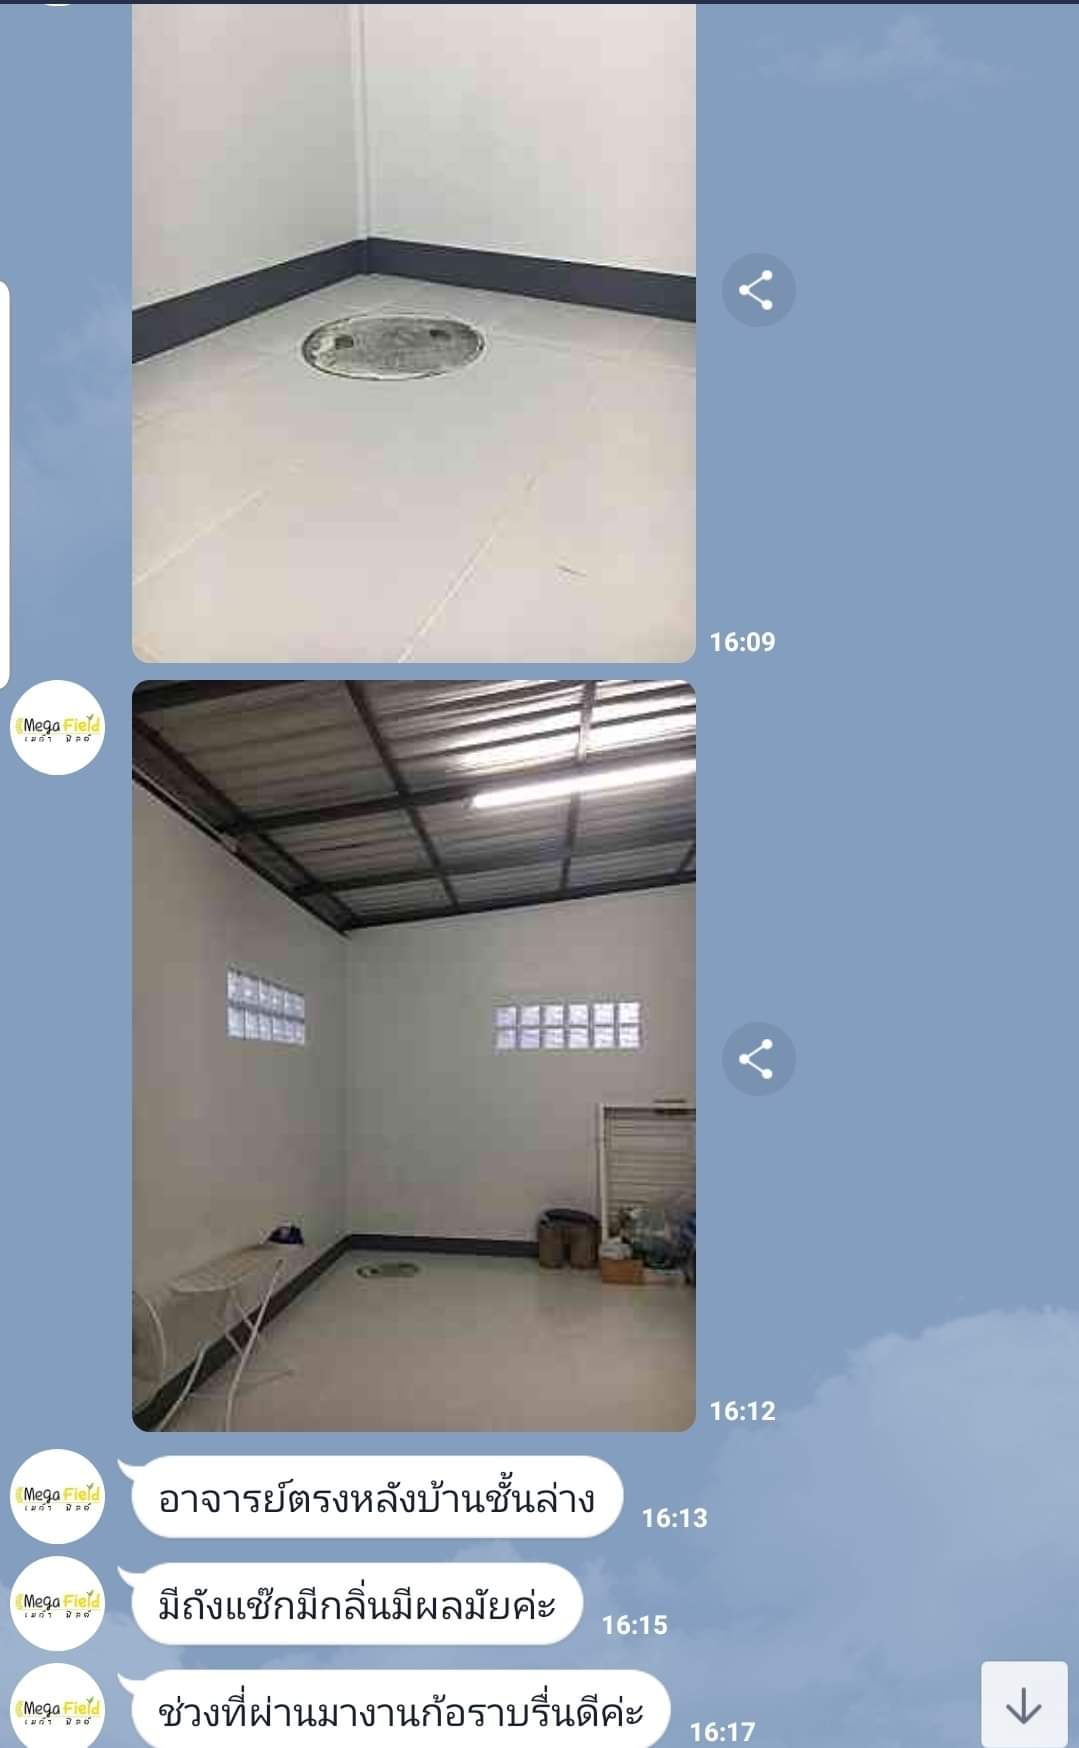 16:09
Mega Field
เมก้า ฟิลด์
16:12
Mega Field
เมก้า ฟิลด์
อาจารย์ตรงหลังบ้านชั้นล่าง
16:13
Mega Field
เมก้า ฟิลด์
มีถังแซ๊กมีกลิ่นมีผลมัยค่ะ
16:15
Mega Field
เมก้า ฟิลด์
ช่วงที่ผ่านมางานก้อราบรื่นดีค่ะ
16:17